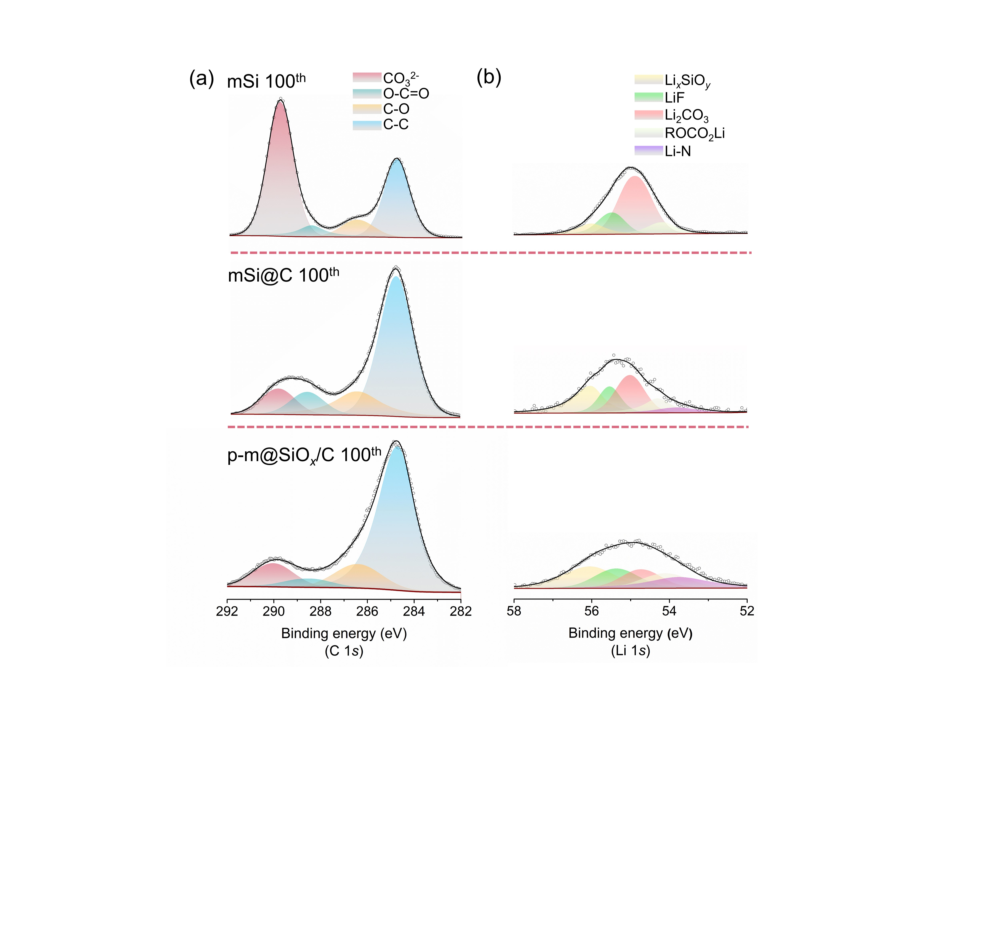 (a)
mSi 100th
CO₃²⁻
O-C=O
C-O
C-C
(b)
LixSiOy
LiF
Li₂CO₃
ROCO₂Li
Li-N
mSi@C 100th
p-m@SiOx/C 100th
292 290 288 286 284 282
Binding energy (eV)
(C 1s)
58 56 54 52
Binding energy (eV)
(Li 1s)